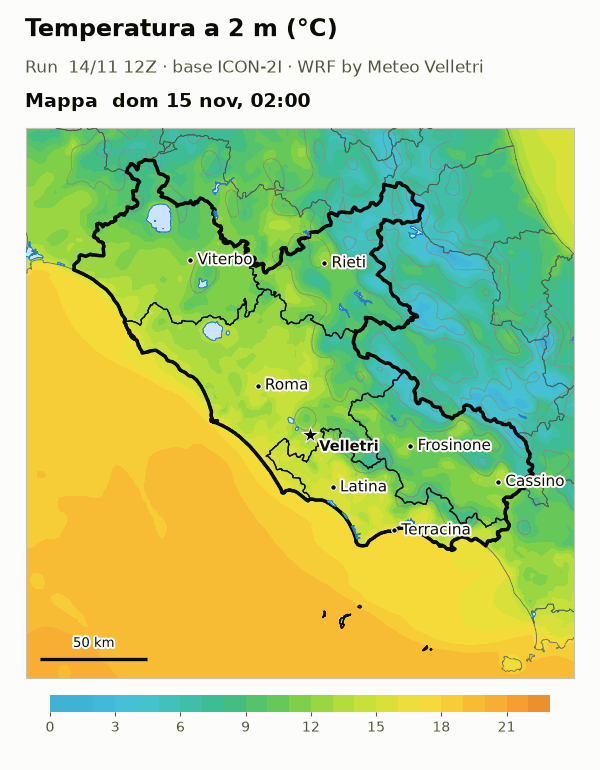 Temperatura a 2 m (°C)
Run  14/11 12Z · base ICON-2I · WRF by Meteo Velletri
Mappa  dom 15 nov, 02:00
Viterbo
Rieti
Roma
Velletri
Frosinone
Cassino
Latina
Terracina
50 km
0 3 6 9 12 15 18 21